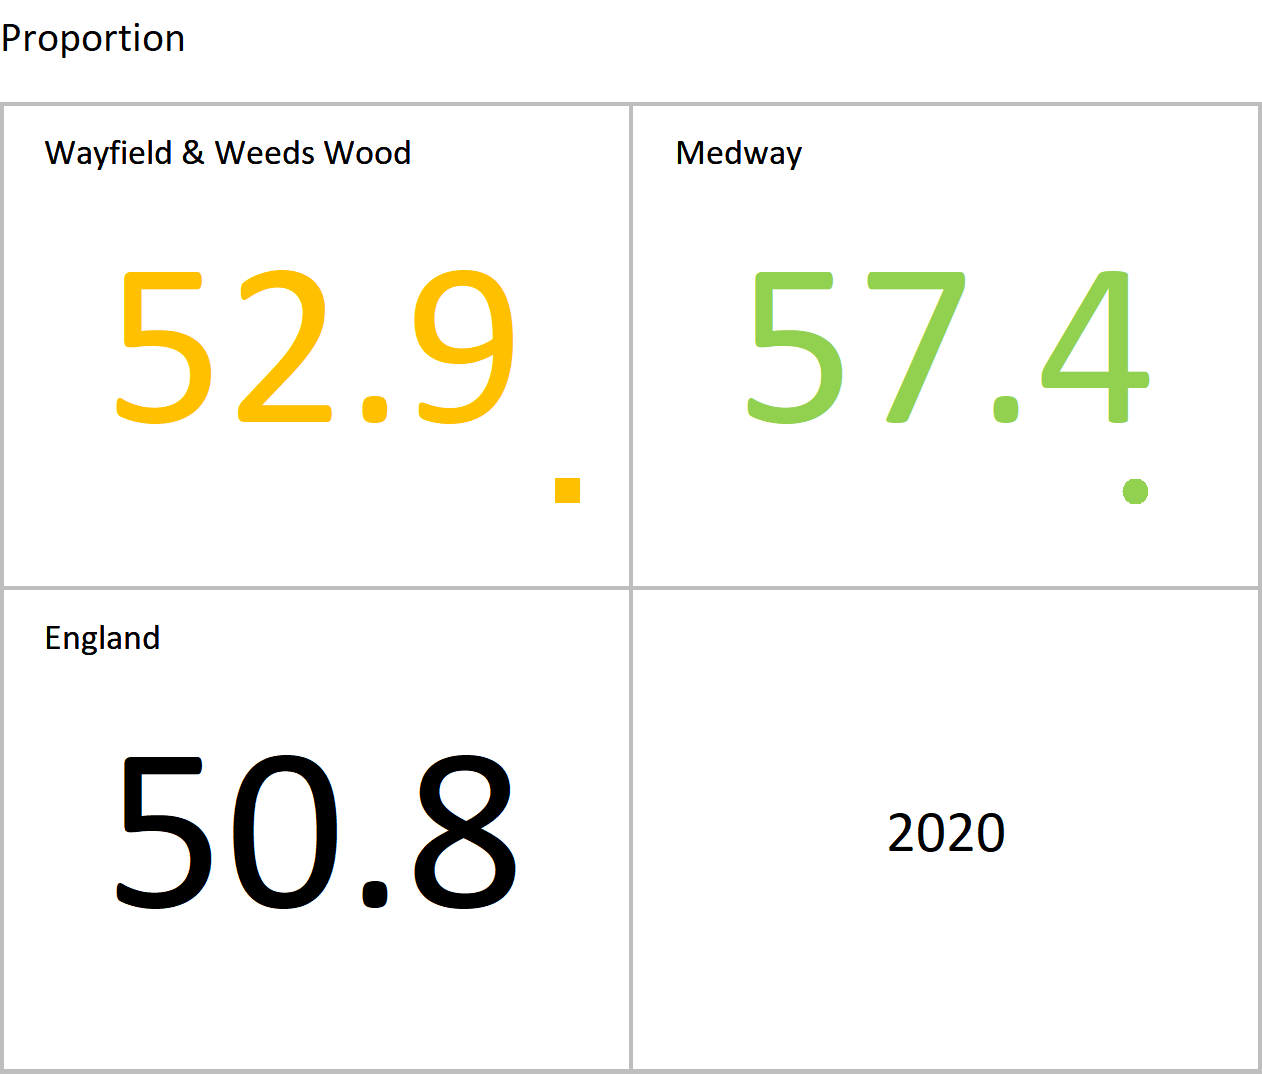 Proportion
Wayfield & Weeds Wood
52.9
Medway
57.4
England
50.8
2020